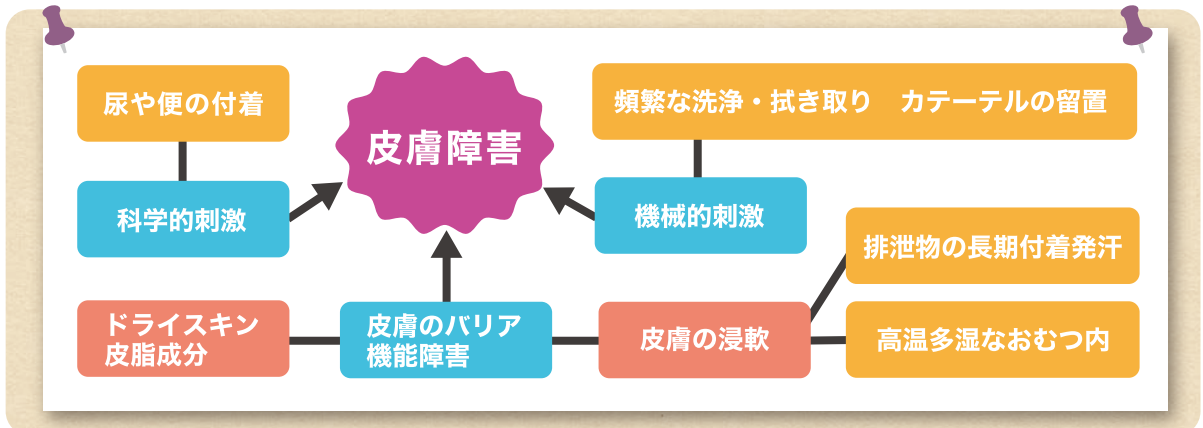 尿や便の付着
皮膚障害
頻繁な洗浄・拭き取り　カテーテルの留置
科学的刺激
機械的刺激
排泄物の長期付着発汗
ドライスキン
皮脂成分
皮膚のバリア
機能障害
皮膚の浸軟
高温多湿なおむつ内